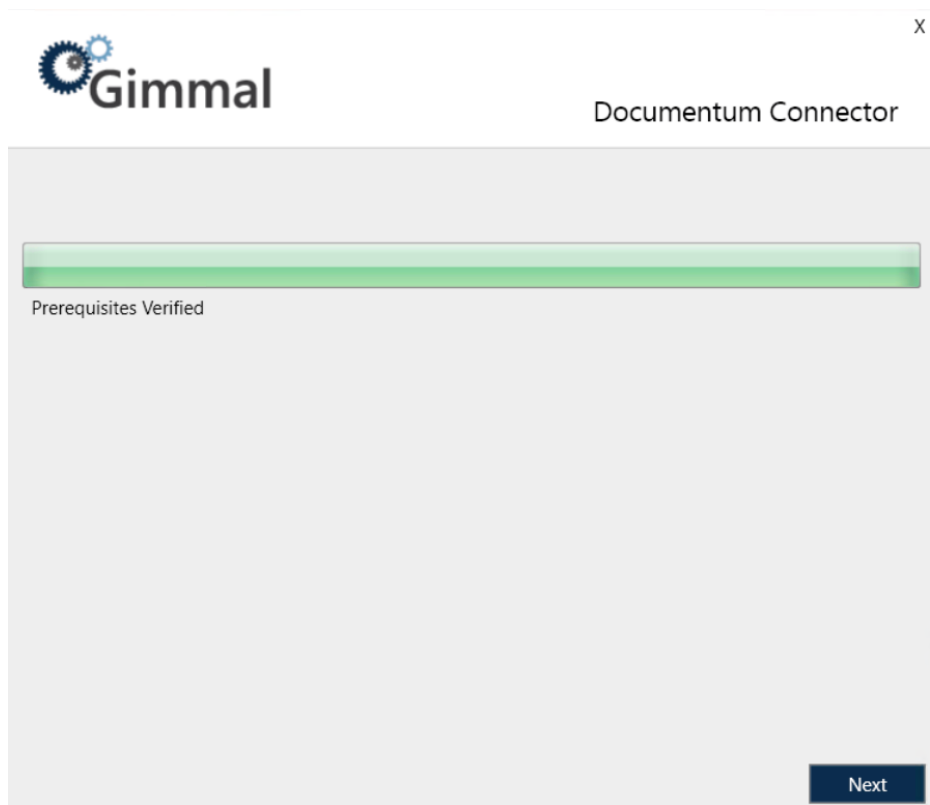 X
Gimmal
Documentum Connector
Prerequisites Verified
Next